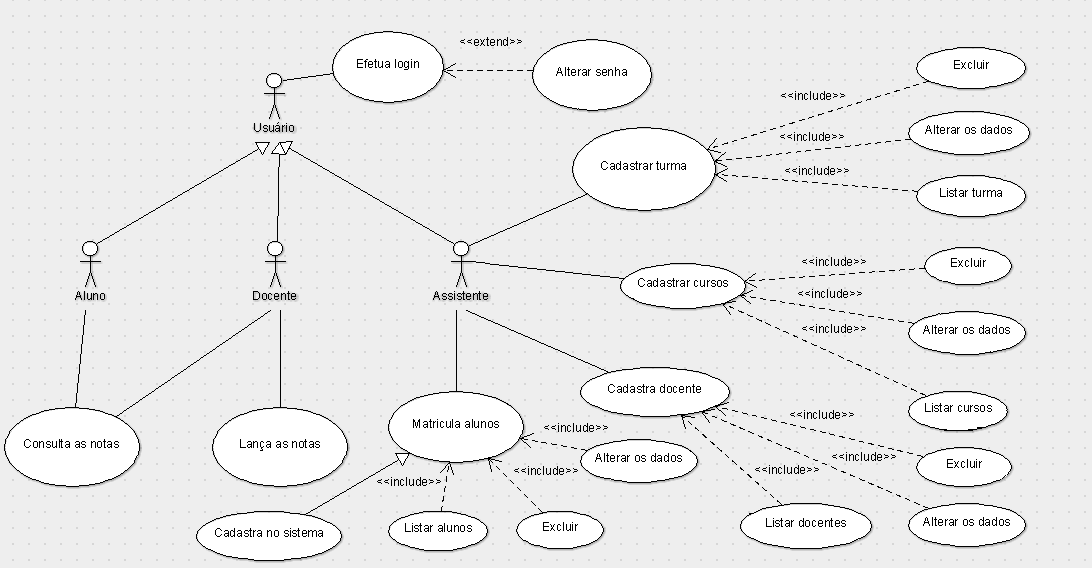 <<extend>>
Efetua login
Alterar senha
Excluir
<<include>>
Usuário
Alterar os dados
<<include>>
Cadastrar turma
<<include>>
Listar turma
<<include>>
Excluir
Aluno
Docente
Assistente
Cadastrar cursos
<<include>>
<<include>>
Alterar os dados
Cadastra docente
Listar cursos
<<include>>
Matricula alunos
<<include>>
Consulta as notas
Lança as notas
Alterar os dados
<<include>>
Excluir
<<include>>
<<include>>
<<include>>
Cadastra no sistema
Listar alunos
Excluir
Listar docentes
Alterar os dados